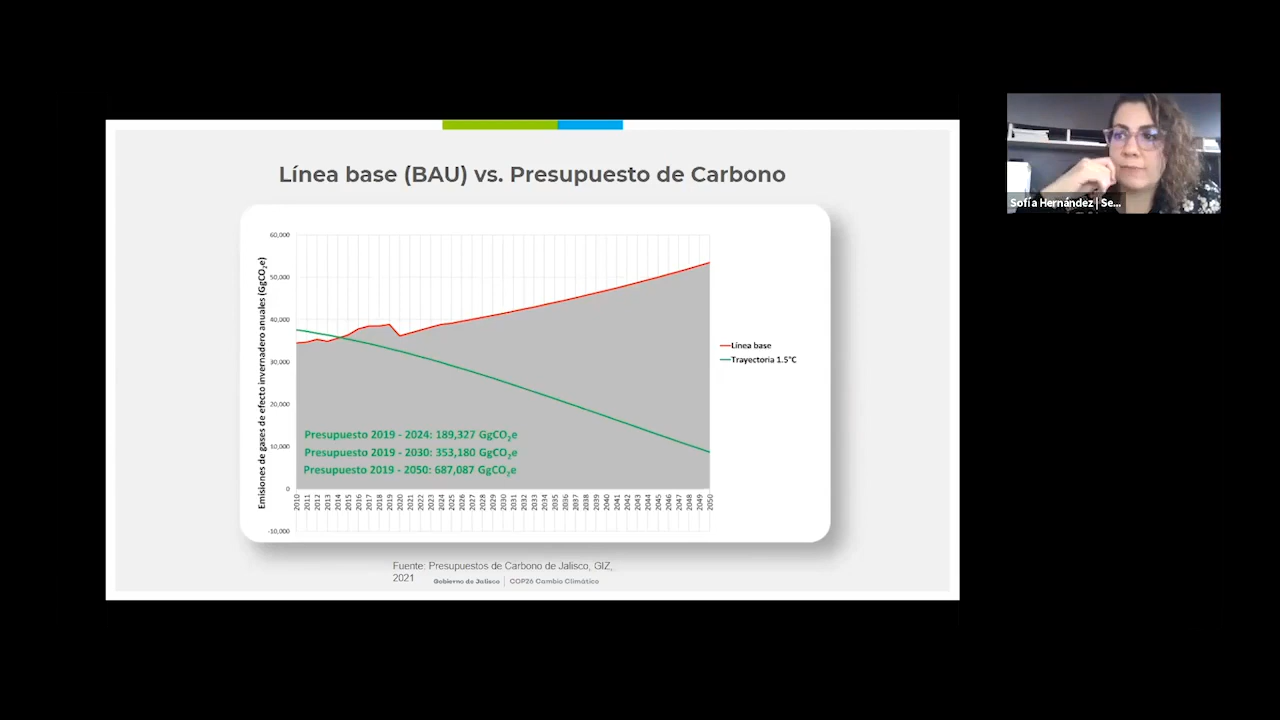 Línea base (BAU) vs. Presupuesto de Carbono
Emisiones de gases de efecto invernadero anuales (GgCO₂e)
60,000
50,000
40,000
30,000
20,000
10,000
0
-10,000
Presupuesto 2019 - 2024: 189,327 GgCO₂e
Presupuesto 2019 - 2030: 353,180 GgCO₂e
Presupuesto 2019 - 2050: 687,087 GgCO₂e
2010 2011 2012 2013 2014 2015 2016 2017 2018 2019 2020 2021 2022 2023 2024 2025 2026 2027 2028 2029 2030 2031 2032 2033 2034 2035 2036 2037 2038 2039 2040 2041 2042 2043 2044 2045 2046 2047 2048 2049 2050
Línea base
Trayectoria 1.5°C
Fuente: Presupuestos de Carbono de Jalisco, GIZ,
2021
Gobierno de Jalisco | COP26 Cambio Climático
Sofía Hernández | Se...